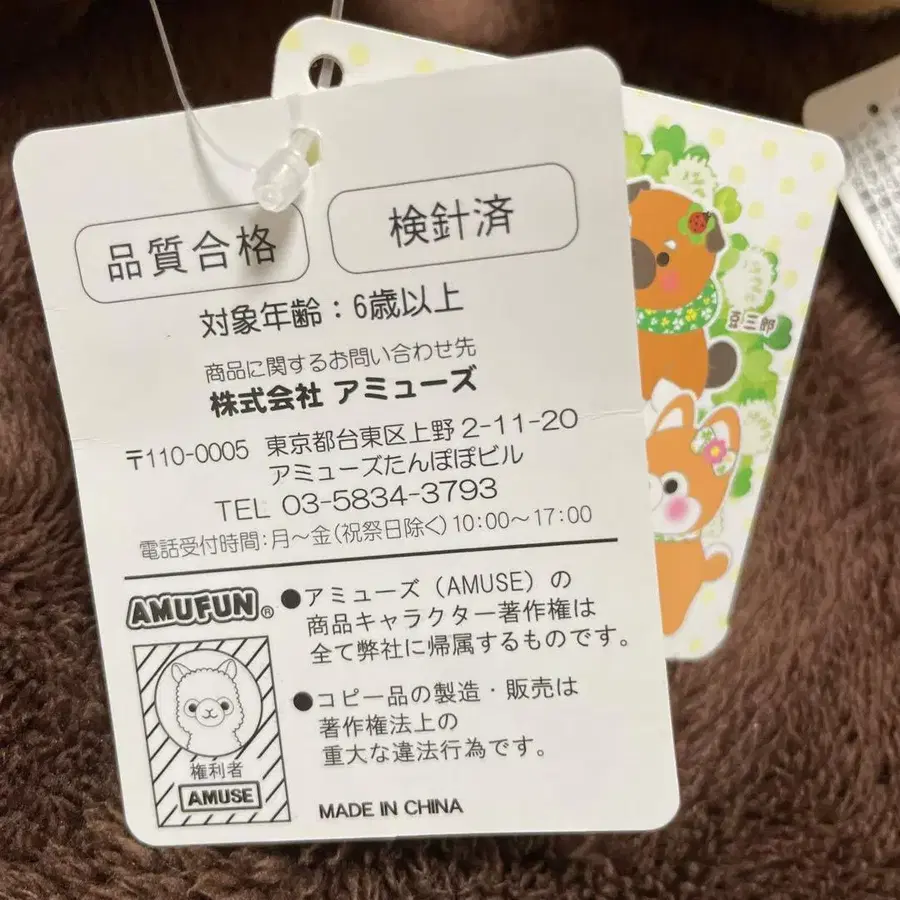 品質合格
検針済
対象年齢：6歳以上
商品に関するお問い合わせ先
株式会社 アミューズ
〒110-0005 東京都台東区上野2-11-20
アミューズたんぽぽビル
TEL 03-5834-3793
電話受付時間：月〜金（祝祭日除く）10:00〜17:00
AMUFUN®
●アミューズ（AMUSE）の
商品キャラクター著作権は
全て弊社に帰属するものです。
●コピー品の製造・販売は
著作権法上の
重大な違法行為です。
権利者
AMUSE
MADE IN CHINA
豆三郎